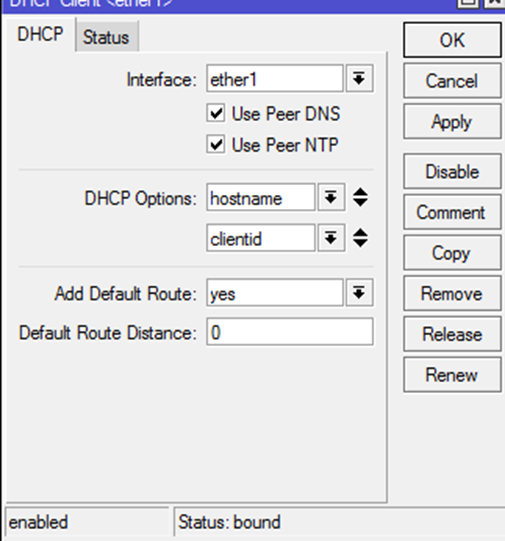 DHCP Client <ether1>
DHCP Status
Interface: ether1
Use Peer DNS
Use Peer NTP
DHCP Options: hostname
clientid
Add Default Route: yes
Default Route Distance: 0
OK
Cancel
Apply
Disable
Comment
Copy
Remove
Release
Renew
enabled Status: bound